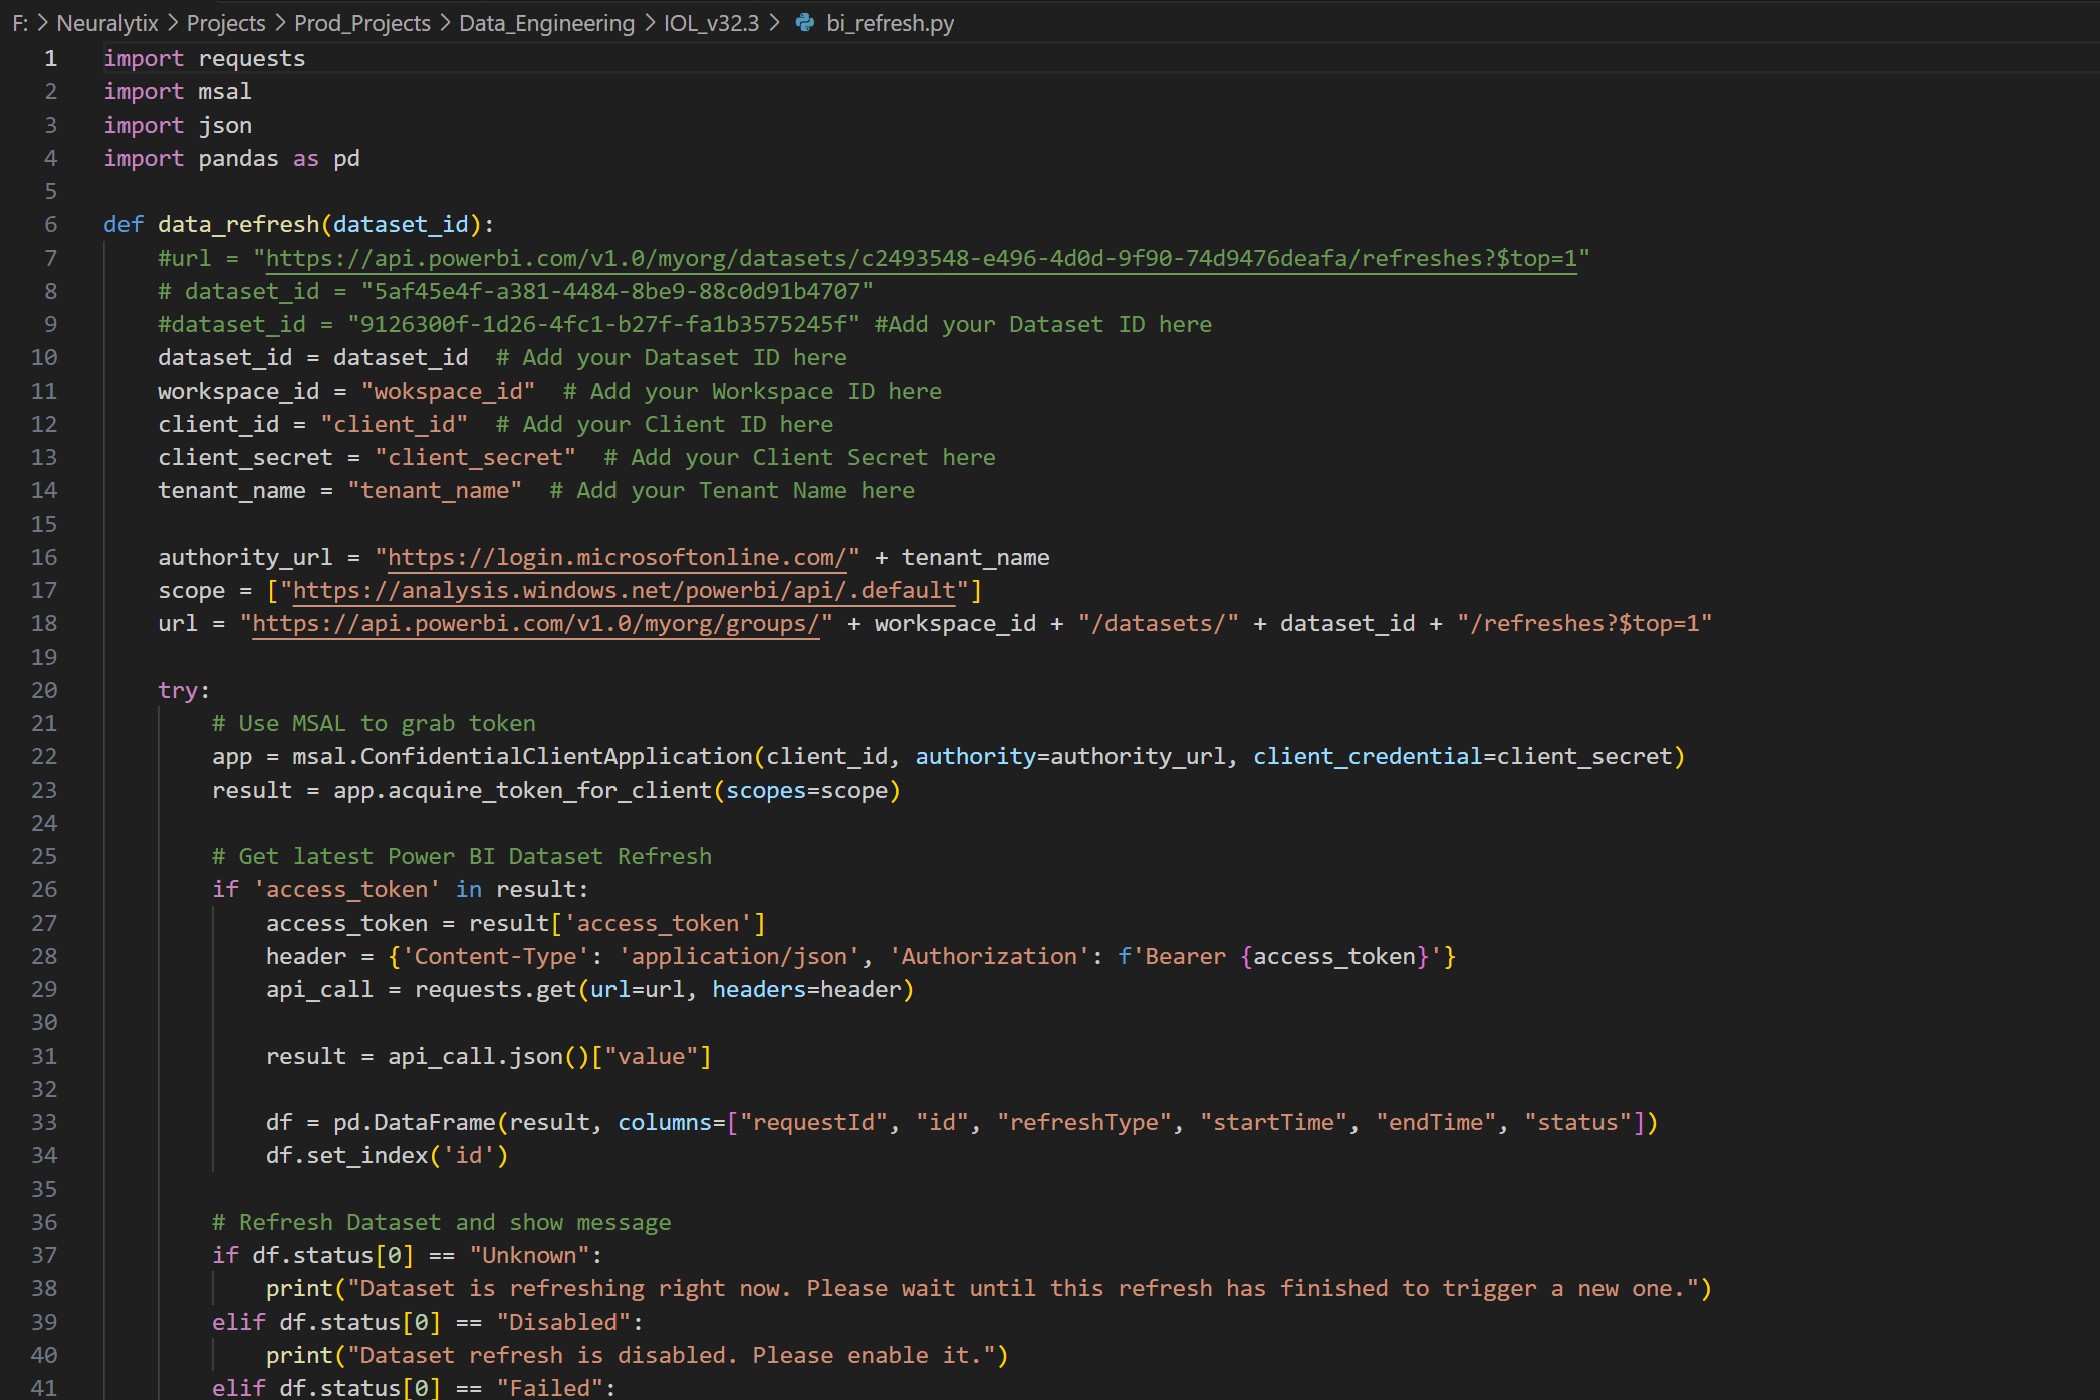 F: > Neuralytix > Projects > Prod_Projects > Data_Engineering > IOL_v32.3 > bi_refresh.py
1 import requests
2 import msal
3 import json
4 import pandas as pd
5
6 def data_refresh(dataset_id):
7 #url = "https://api.powerbi.com/v1.0/myorg/datasets/c2493548-e496-4d0d-9f90-74d9476deafa/refreshes?$top=1"
8 # dataset_id = "5af45e4f-a381-4484-8be9-88c0d91b4707"
9 #dataset_id = "9126300f-1d26-4fc1-b27f-fa1b3575245f" #Add your Dataset ID here
10 dataset_id = dataset_id  # Add your Dataset ID here
11 workspace_id = "wokspace_id"  # Add your Workspace ID here
12 client_id = "client_id"  # Add your Client ID here
13 client_secret = "client_secret"  # Add your Client Secret here
14 tenant_name = "tenant_name"  # Add your Tenant Name here
15
16 authority_url = "https://login.microsoftonline.com/" + tenant_name
17 scope = ["https://analysis.windows.net/powerbi/api/.default"]
18 url = "https://api.powerbi.com/v1.0/myorg/groups/" + workspace_id + "/datasets/" + dataset_id + "/refreshes?$top=1"
19
20 try:
21 # Use MSAL to grab token
22 app = msal.ConfidentialClientApplication(client_id, authority=authority_url, client_credential=client_secret)
23 result = app.acquire_token_for_client(scopes=scope)
24
25 # Get latest Power BI Dataset Refresh
26 if 'access_token' in result:
27 access_token = result['access_token']
28 header = {'Content-Type': 'application/json', 'Authorization': f'Bearer {access_token}'}
29 api_call = requests.get(url=url, headers=header)
30
31 result = api_call.json()["value"]
32
33 df = pd.DataFrame(result, columns=["requestId", "id", "refreshType", "startTime", "endTime", "status"])
34 df.set_index('id')
35
36 # Refresh Dataset and show message
37 if df.status[0] == "Unknown":
38 print("Dataset is refreshing right now. Please wait until this refresh has finished to trigger a new one.")
39 elif df.status[0] == "Disabled":
40 print("Dataset refresh is disabled. Please enable it.")
41 elif df.status[0] == "Failed":